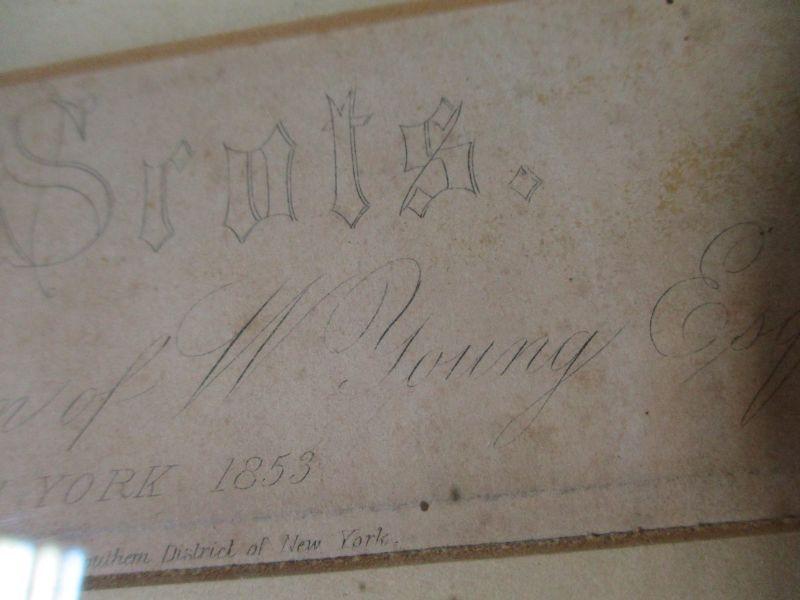 Scots.
of W. Young Esq
YORK 1853
Southern District of New York.